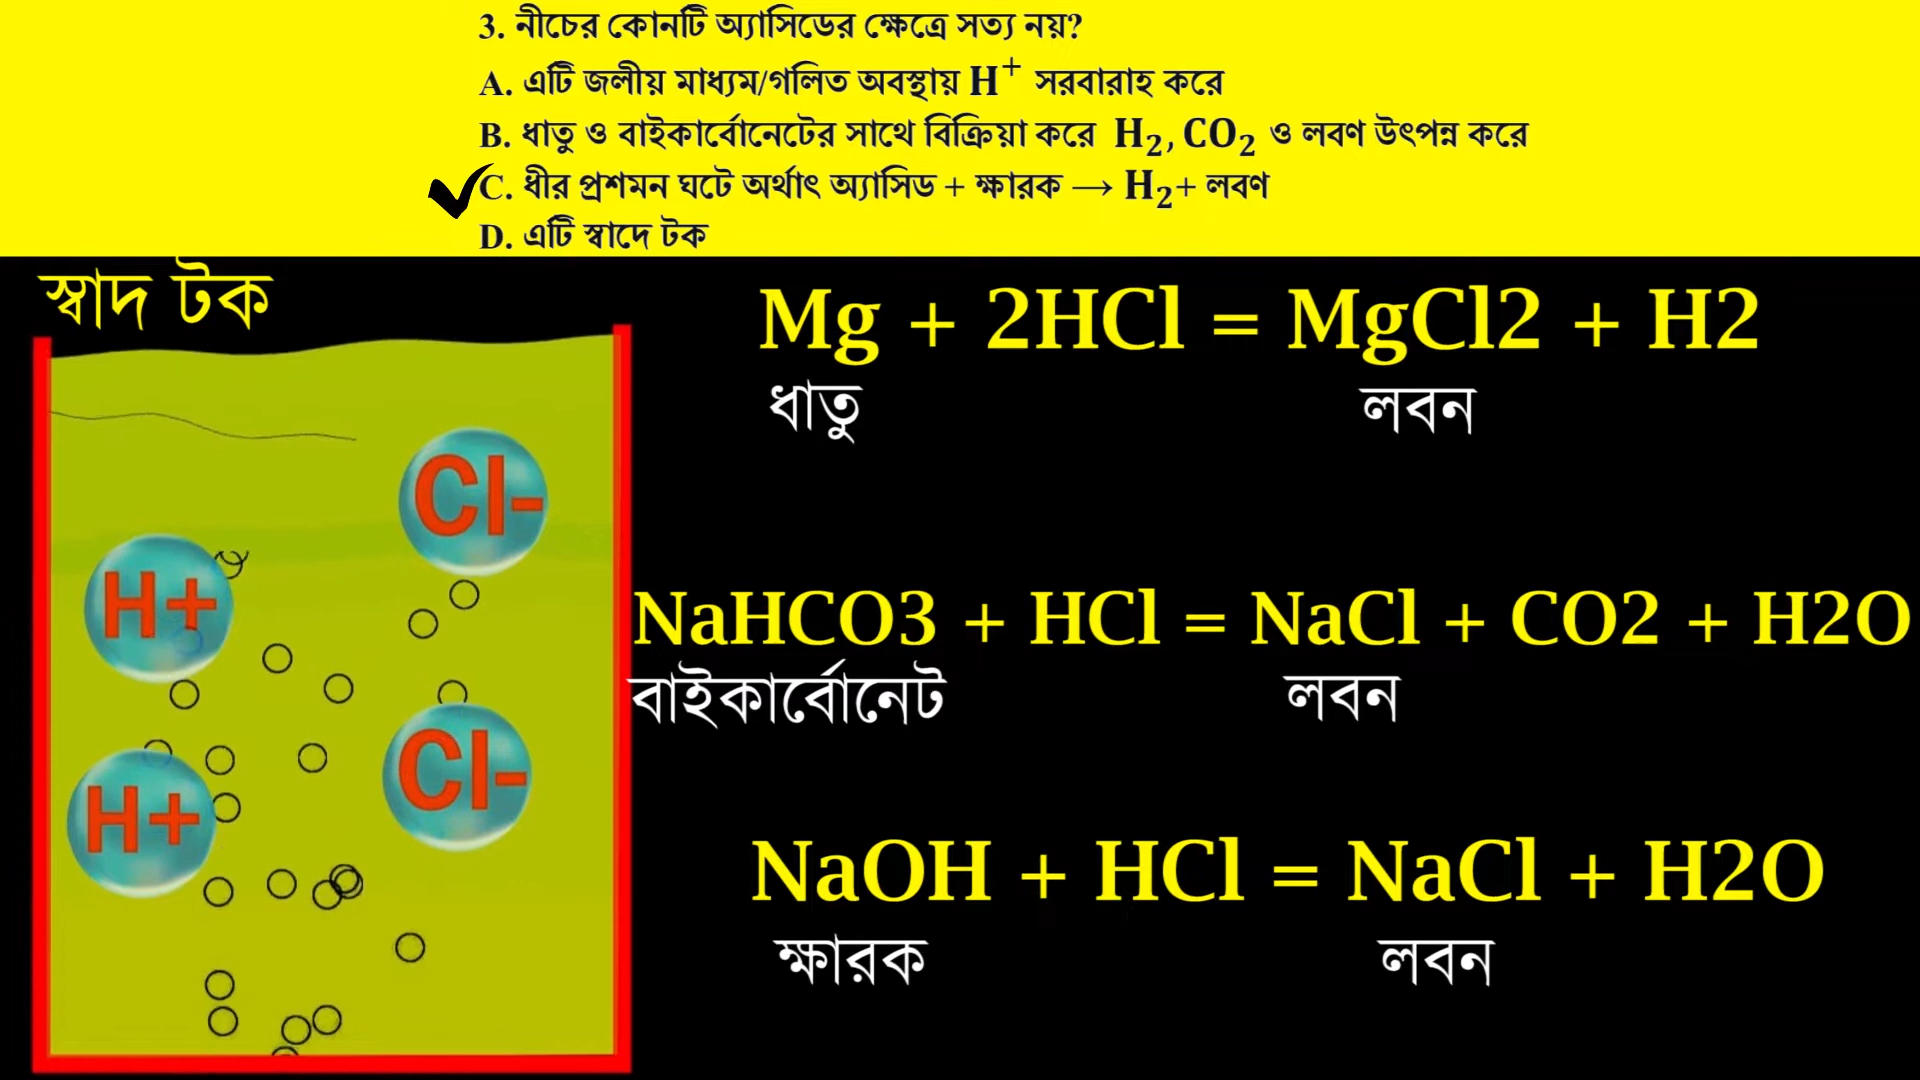 3. নীচের কোনটি অ্যাসিডের ক্ষেত্রে সত্য নয়?
A. এটি জলীয় মাধ্যম/গলিত অবস্থায় H⁺ সরবারাহ করে
B. ধাতু ও বাইকার্বোনেটের সাথে বিক্রিয়া করে H₂, CO₂ ও লবণ উৎপন্ন করে
✔C. ধীর প্রশমন ঘটে অর্থাৎ অ্যাসিড + ক্ষারক → H₂+ লবণ
D. এটি স্বাদে টক
স্বাদ টক
Mg + 2HCl = MgCl2 + H2
ধাতু লবন
Cl-
H+
NaHCO3 + HCl = NaCl + CO2 + H2O
বাইকার্বোনেট লবন
Cl-
H+
NaOH + HCl = NaCl + H2O
ক্ষারক লবন